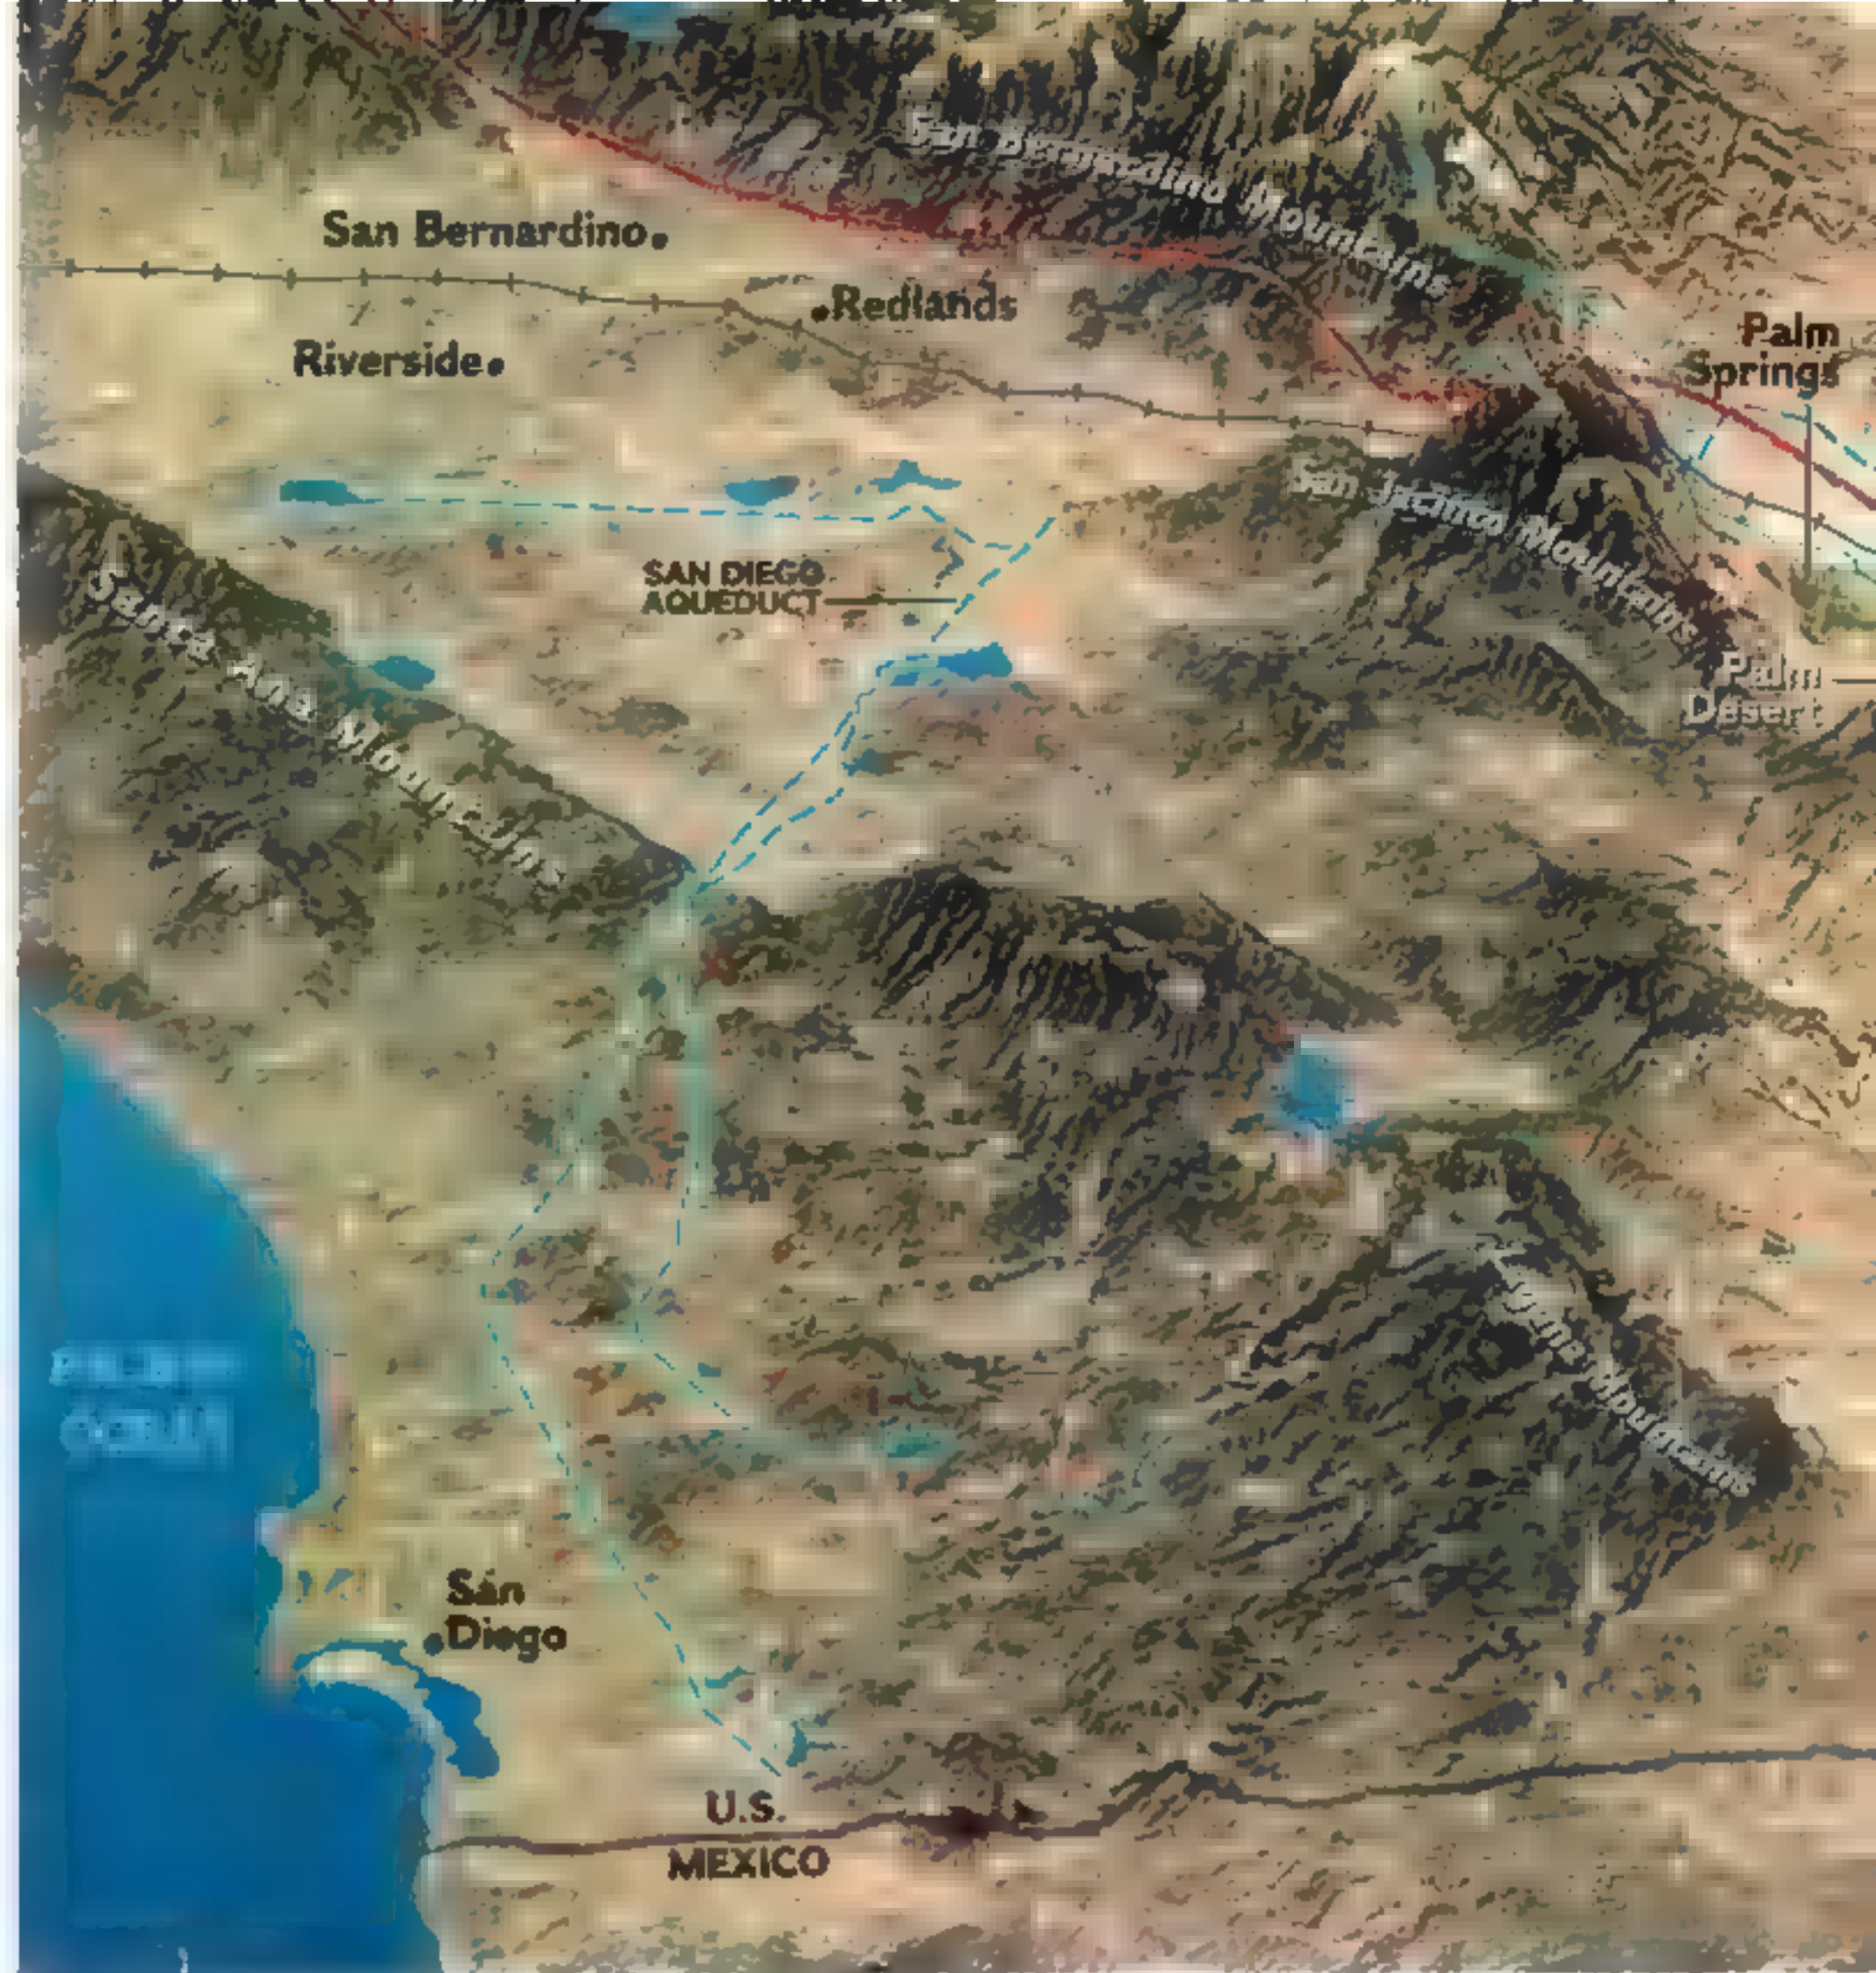 San Bernardino Mountains
San Bernardino
Redlands
Riverside
Palm
Springs
San Jacinto Mountains
SAN DIEGO
AQUEDUCT
Santa Ana Mountains
Palm
Desert
Mountains
San
Diego
U.S.
MEXICO